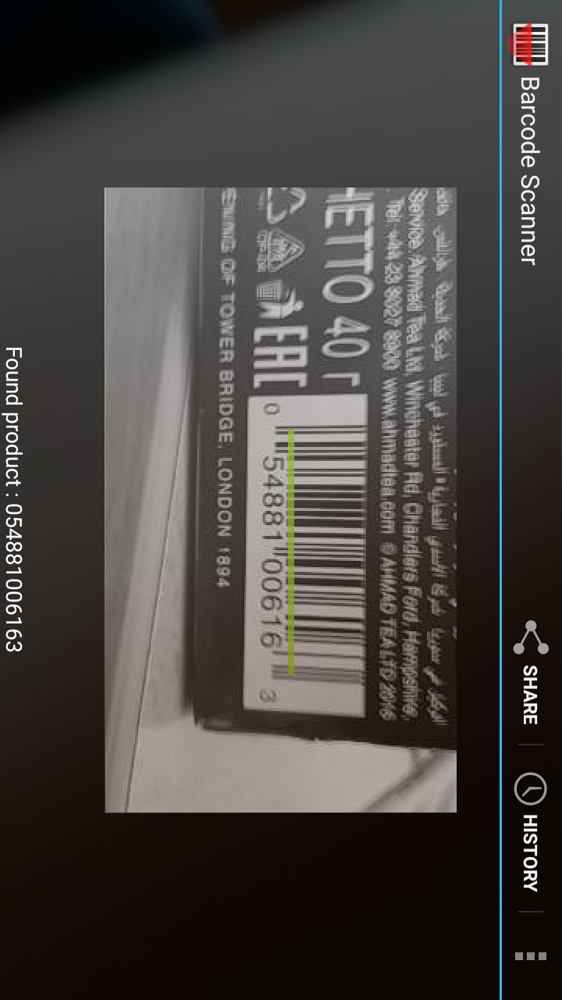 Barcode Scanner
SHARE
HISTORY
Service, Ahmad Tea Ltd, Winchester Rd, Chandlers Ford, Hampshire,
Tel: +44 23 8027 8900 www.ahmadtea.com © AHMAD TEA LTD 2016
НЕТТО 40 г
EAC
0 54881 00616 3
ENING OF TOWER BRIDGE, LONDON 1894
Found product : 054881006163